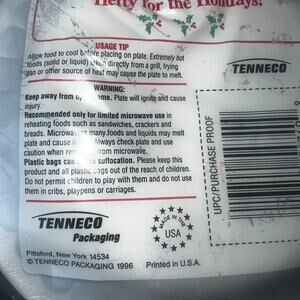 Hefty for the Holidays!
USAGE TIP
Allow food to cool before placing on plate. Extremely hot
foods (solid or liquid) taken directly from a grill, frying
pan or other source of heat may cause the plate to melt.
TENNECO
WARNING:
Keep away from open flame. Plate will ignite and cause
injury.
Recommended only for limited microwave use in
reheating foods such as sandwiches, crackers and
breads. Microwaving many foods and liquids may melt
plate and cause Always check plate and use
caution when from microwave.
Plastic bags can suffocation. Please keep this
product and all plastic bags out of the reach of children.
Do not permit children to play with them and do not use
them in cribs, playpens or carriages.
UPC/PURCHASE PROOF
TENNECO
Packaging
MADE IN
USA
Pittsford, New York 14534
© TENNECO PACKAGING 1996 Printed in U.S.A.